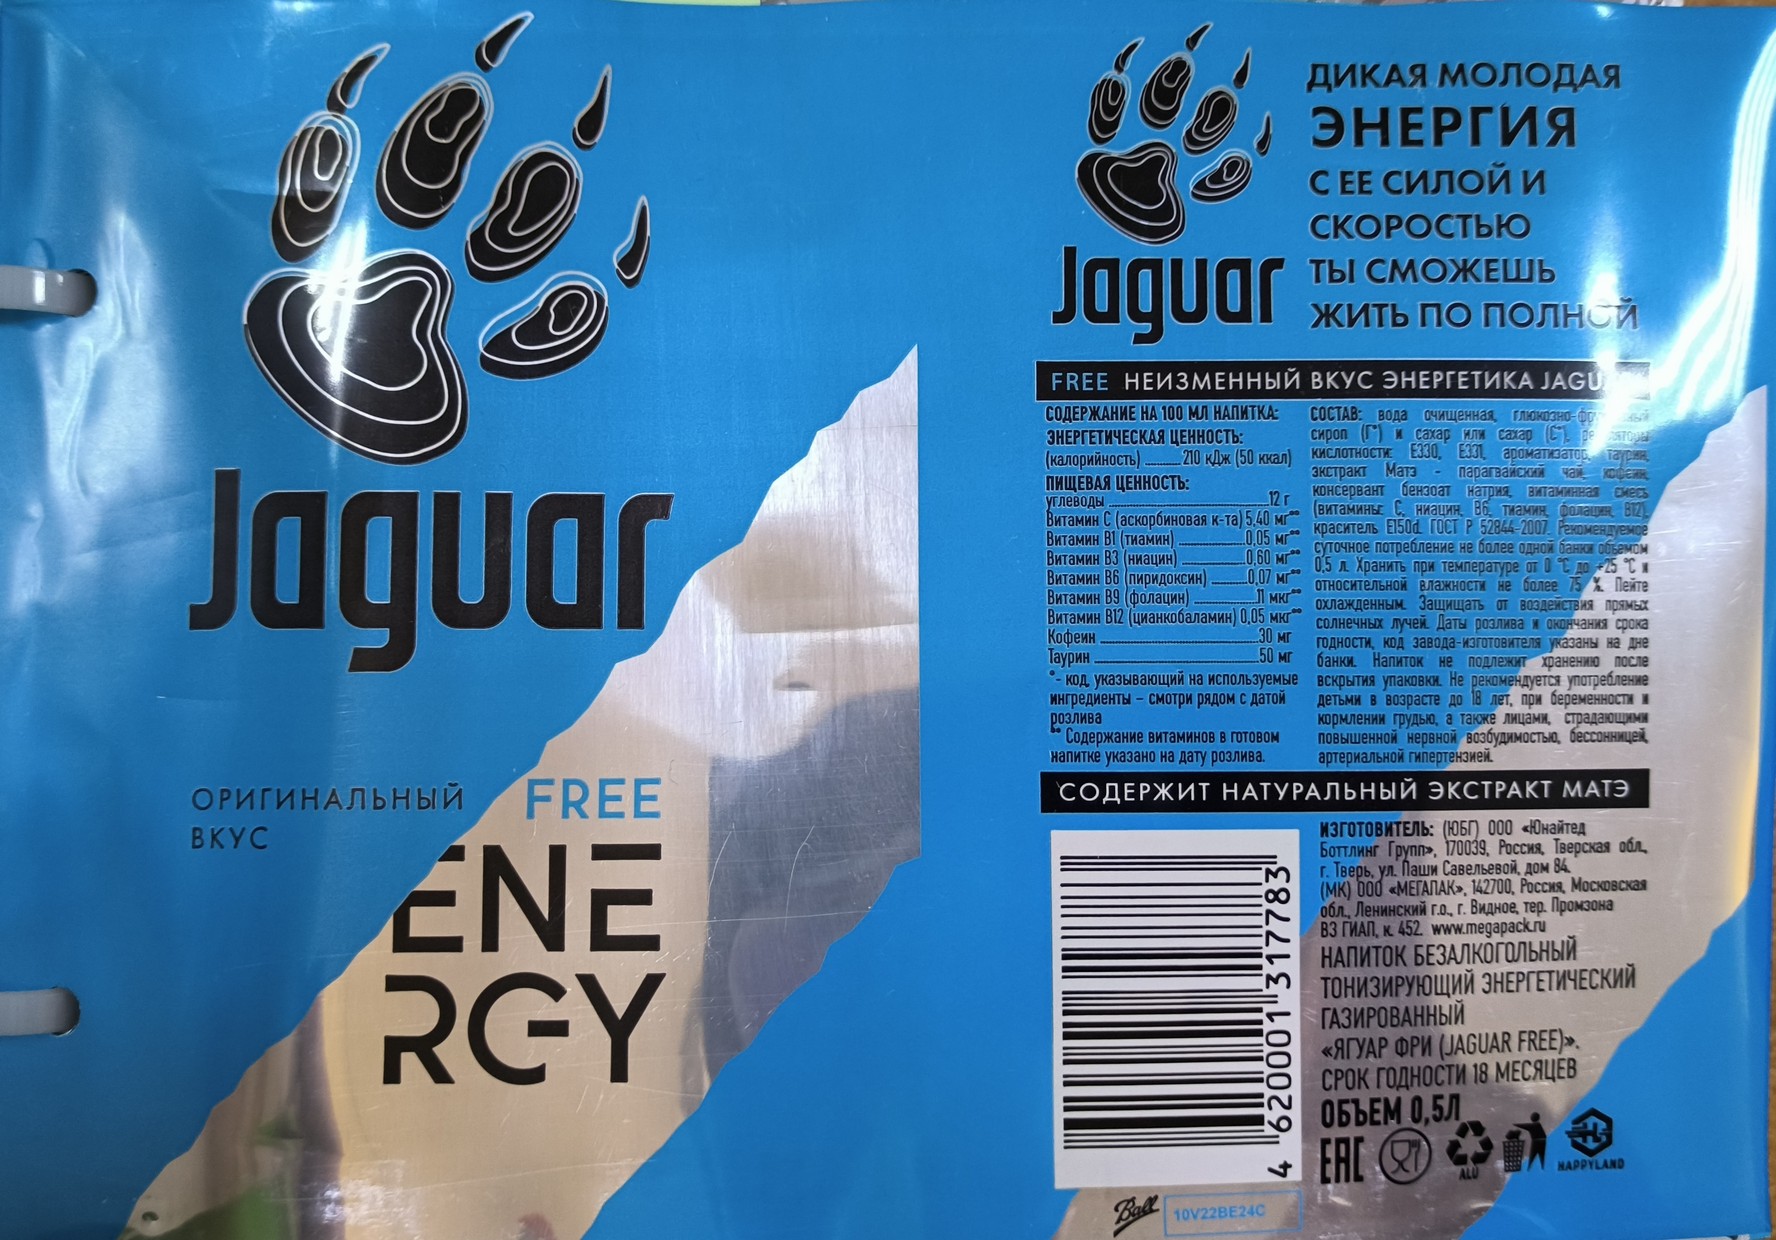 Jaguar
ОРИГИНАЛЬНЫЙ
ВКУС
FREE
ENE
RGY
Jaguar
ДИКАЯ МОЛОДАЯ
ЭНЕРГИЯ
С ЕЕ СИЛОЙ И
СКОРОСТЬЮ
ТЫ СМОЖЕШЬ
ЖИТЬ ПО ПОЛНОЙ
FREE НЕИЗМЕННЫЙ ВКУС ЭНЕРГЕТИКА
СОДЕРЖАНИЕ НА 100 МЛ НАПИТКА:
ЭНЕРГЕТИЧЕСКАЯ ЦЕННОСТЬ:
(калорийность) 210 кДж (50 ккал)
ПИЩЕВАЯ ЦЕННОСТЬ:
углеводы 12 г
Витамин С (аскорбиновая к-та) 5,40 мг**
Витамин В1 (тиамин) 0,05 мг**
Витамин В3 (ниацин) 0,60 мг**
Витамин В6 (пиридоксин) 0,07 мг**
Витамин В9 (фолацин) 11 мкг**
Витамин В12 (цианкобаламин) 0,05 мкг**
Кофеин 30 мг
Таурин 50 мг
*- код, указывающий на используемые
ингредиенты – смотри рядом с датой
розлива
** Содержание витаминов в готовом
напитке указано на дату розлива.
СОСТАВ: вода очищенная,
сироп (Г*) и сахар или сахар (С*),
кислотности: Е330, Е331, ароматизатор, таурин,
экстракт Матэ - парагвайский чай, кофеин,
консервант бензоат натрия, витаминная смесь
(витамины: С, ниацин, В6, тиамин, фолацин, В12),
краситель Е150d. ГОСТ Р 52844-2007. Рекомендуемое
суточное потребление не более одной банки объемом
0,5 л. Хранить при температуре от 0 °С до +25 °С и
относительной влажности не более 75 %. Пейте
охлажденным. Защищать от воздействия прямых
солнечных лучей. Даты розлива и окончания срока
годности, код завода-изготовителя указаны на дне
банки. Напиток не подлежит хранению после
вскрытия упаковки. Не рекомендуется употребление
детьми в возрасте до 18 лет, при беременности и
кормлении грудью, а также лицами, страдающими
повышенной нервной возбудимостью, бессонницей,
артериальной гипертензией.
СОДЕРЖИТ НАТУРАЛЬНЫЙ ЭКСТРАКТ МАТЭ
4 620001 317783
ИЗГОТОВИТЕЛЬ: (ЮБГ) ООО «Юнайтед
Боттлинг Групп», 170039, Россия, Тверская обл.,
г. Тверь, ул. Паши Савельевой, дом 84.
(МК) ООО «МЕГАПАК», 142700, Россия, Московская
обл., Ленинский г.о., г. Видное, тер. Промзона
ВЗ ГИАП, к. 452. www.megapack.ru
НАПИТОК БЕЗАЛКОГОЛЬНЫЙ
ТОНИЗИРУЮЩИЙ ЭНЕРГЕТИЧЕСКИЙ
ГАЗИРОВАННЫЙ
«ЯГУАР ФРИ (JAGUAR FREE)».
СРОК ГОДНОСТИ 18 МЕСЯЦЕВ
ОБЪЕМ 0,5Л
EAC
ALU
HAPPYLAND
Ball
10V22BE24C